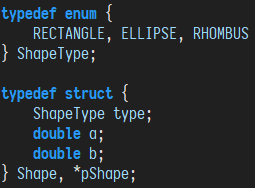 typedef enum {
    RECTANGLE, ELLIPSE, RHOMBUS
} ShapeType;

typedef struct {
    ShapeType type;
    double a;
    double b;
} Shape, *pShape;